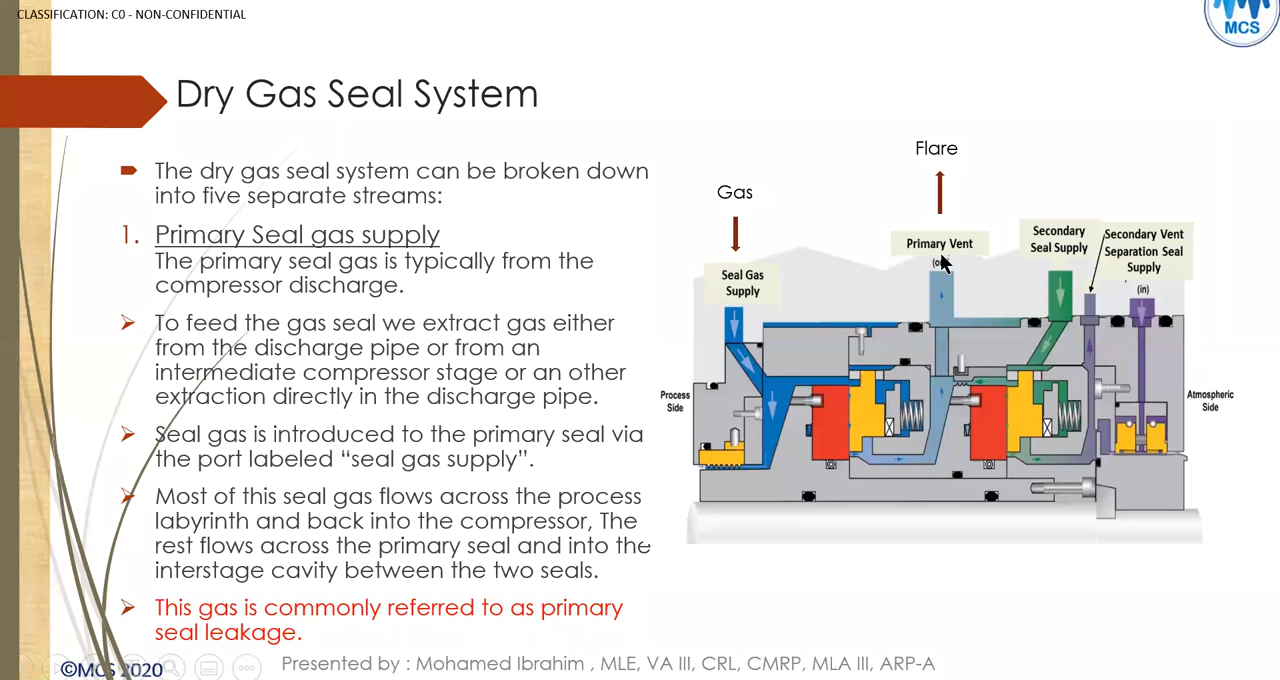 CLASSIFICATION: C0 - NON-CONFIDENTIAL
MCS
Dry Gas Seal System
The dry gas seal system can be broken down
into five separate streams:
1. Primary Seal gas supply
The primary seal gas is typically from the
compressor discharge.
To feed the gas seal we extract gas either
from the discharge pipe or from an
intermediate compressor stage or an other
extraction directly in the discharge pipe.
Seal gas is introduced to the primary seal via
the port labeled “seal gas supply”.
Most of this seal gas flows across the process
labyrinth and back into the compressor, The
rest flows across the primary seal and into the
interstage cavity between the two seals.
This gas is commonly referred to as primary
seal leakage.
Flare
Gas
Primary Vent
Seal Gas
Supply
Secondary
Seal Supply
Secondary Vent
Separation Seal
Supply
(in)
Process
Side
Atmospheric
Side
©MCS 2020
Presented by : Mohamed Ibrahim , MLE, VA III, CRL, CMRP, MLA III, ARP-A